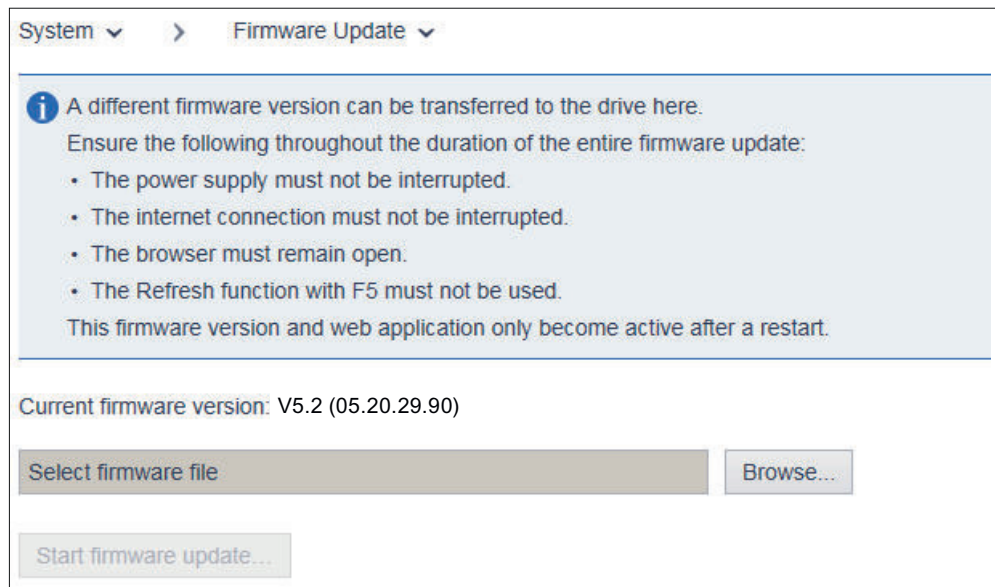 System > Firmware Update
A different firmware version can be transferred to the drive here.
Ensure the following throughout the duration of the entire firmware update:
• The power supply must not be interrupted.
• The internet connection must not be interrupted.
• The browser must remain open.
• The Refresh function with F5 must not be used.
This firmware version and web application only become active after a restart.
Current firmware version: V5.2 (05.20.29.90)
Select firmware file Browse...
Start firmware update...